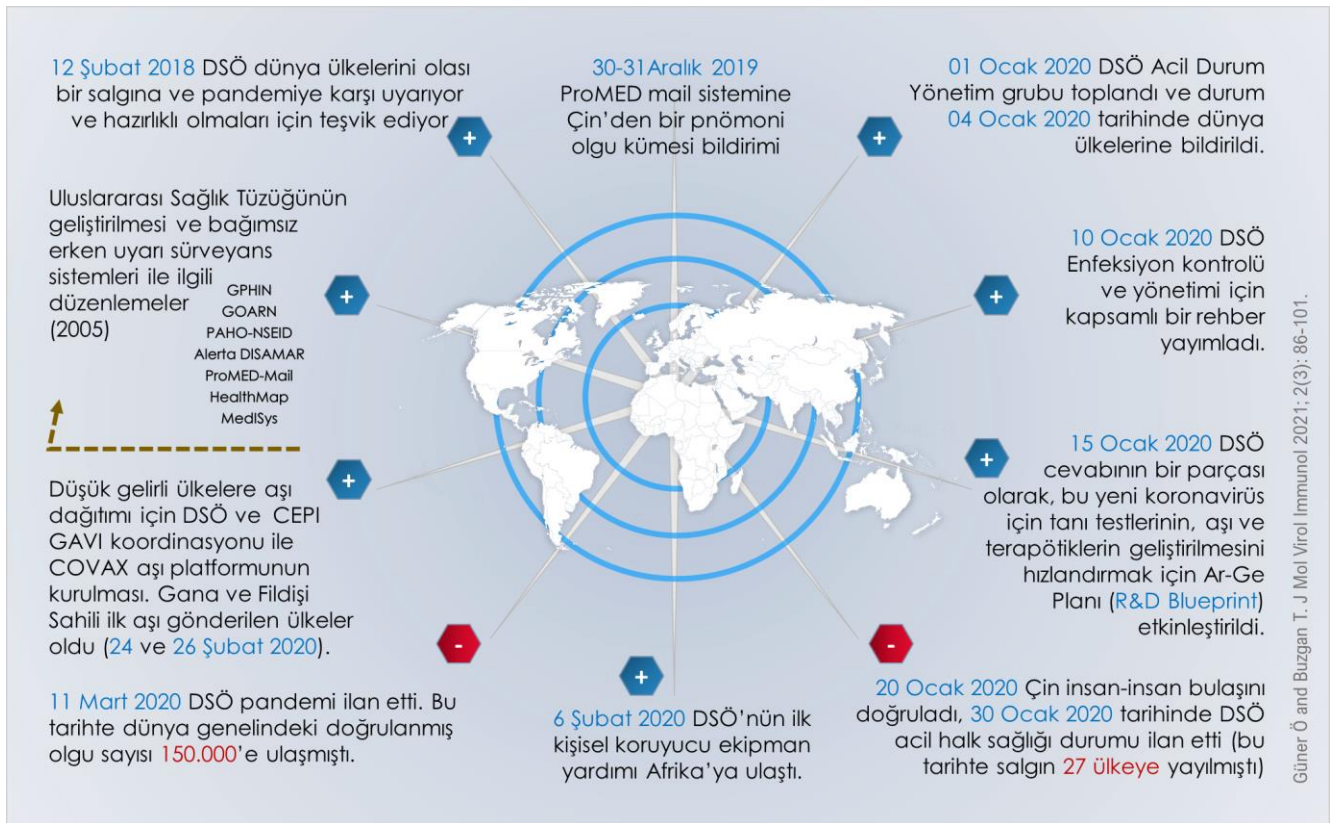 12 Şubat 2018 DSÖ dünya ülkelerini olası
bir salgına ve pandemiye karşı uyarıyor
ve hazırlıklı olmaları için teşvik ediyor
+
30-31Aralık 2019
ProMED mail sistemine
Çin’den bir pnömoni
olgu kümesi bildirimi
01 Ocak 2020 DSÖ Acil Durum
Yönetim grubu toplandı ve durum
04 Ocak 2020 tarihinde dünya
ülkelerine bildirildi.
+
Uluslararası Sağlık Tüzüğünün
geliştirilmesi ve bağımsız
erken uyarı sürveyans
sistemleri ile ilgili
düzenlemeler
(2005)
GPHIN
GOARN
PAHO-NSEID
Alerta DISAMAR
ProMED-Mail
HealthMap
MedISys
+
10 Ocak 2020 DSÖ
Enfeksiyon kontrolü
ve yönetimi için
kapsamlı bir rehber
yayımladı.
+
Düşük gelirli ülkelere aşı
dağıtımı için DSÖ ve CEPI
GAVI koordinasyonu ile
COVAX aşı platformunun
kurulması. Gana ve Fildişi
Sahili ilk aşı gönderilen ülkeler
oldu (24 ve 26 Şubat 2020).
+
15 Ocak 2020 DSÖ
cevabının bir parçası
olarak, bu yeni koronavirüs
için tanı testlerinin, aşı ve
terapötiklerin geliştirilmesini
hızlandırmak için Ar-Ge
Planı (R&D Blueprint)
etkinleştirildi.
+
11 Mart 2020 DSÖ pandemi ilan etti. Bu
tarihte dünya genelindeki doğrulanmış
olgu sayısı 150.000’e ulaşmıştı.
-
6 Şubat 2020 DSÖ’nün ilk
kişisel koruyucu ekipman
yardımı Afrika’ya ulaştı.
+
20 Ocak 2020 Çin insan-insan bulaşını
doğruladı, 30 Ocak 2020 tarihinde DSÖ
acil halk sağlığı durumu ilan etti (bu
tarihte salgın 27 ülkeye yayılmıştı)
-
Güner Ö and Buzgan T. J Mol Virol Immunol 2021; 2(3): 86-101.